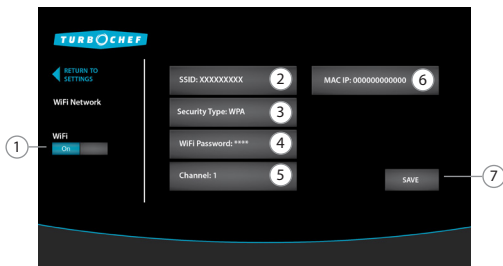 TURBOCHEF
RETURN TO
SETTINGS
WiFi Network
WiFi
On
1
SSID: XXXXXXXXX
2
Security Type: WPA
3
WiFi Password: ****
4
Channel: 1
5
MAC IP: 000000000000
6
SAVE
7